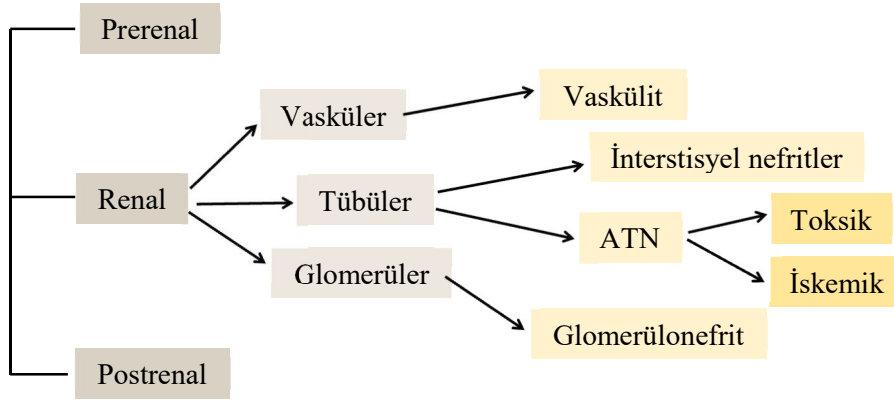 Prerenal
Vasküler
Vaskülit
İnterstisyel nefritler
Renal
Tübüler
ATN
Toksik
Glomerüler
İskemik
Glomerülonefrit
Postrenal